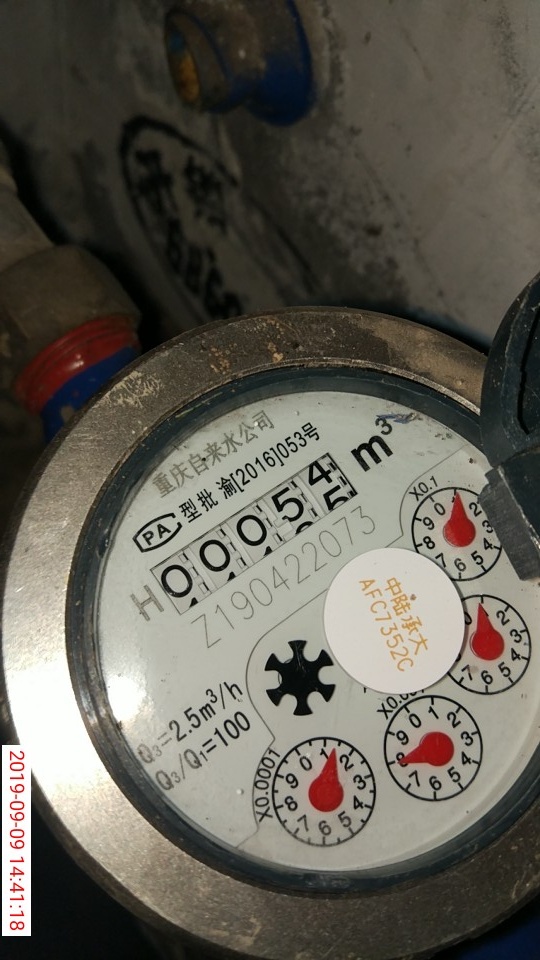 重庆自来水公司
PA 型批 渝[2016]053号
00054 m³
H
Z190422073
中陆承大
AFC7352C
X0.1
Q₃=2.5m³/h
Q₃/Q₁=100
X0.0001
2019-09-09 14:41:18